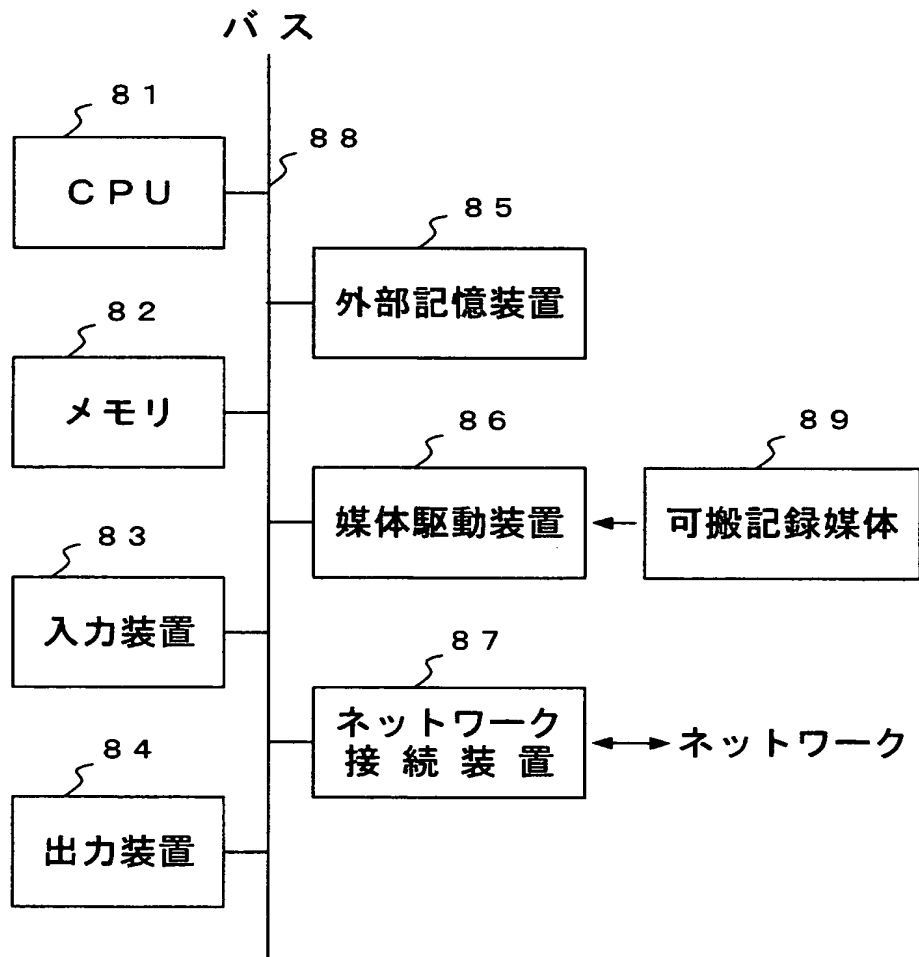 バス
81
CPU
88
85
外部記憶装置
82
メモリ
86
媒体駆動装置
89
可搬記録媒体
83
入力装置
87
ネットワーク
接続装置
ネットワーク
84
出力装置